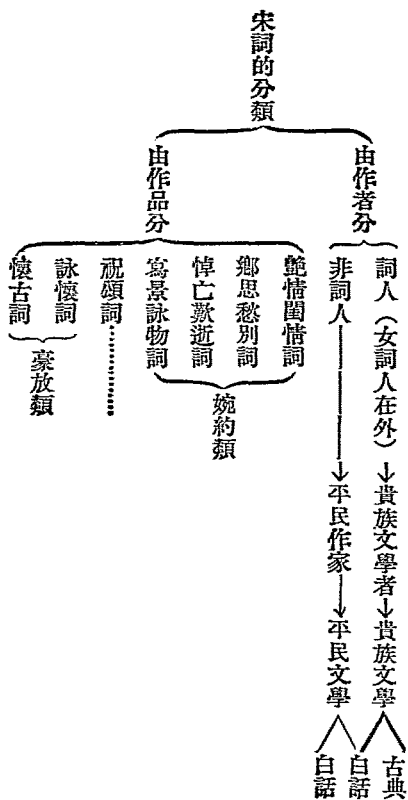 宋詞的分類
由作者分
詞人（女詞人在外）→貴族文學者→貴族文學
古典
白話
非詞人——→平民作家→平民文學
白話
由作品分
艷情閨情詞
鄉思愁別詞
悼亡歎逝詞
寫景詠物詞
婉約類
祝頌詞………
詠懷詞
懷古詞
豪放類